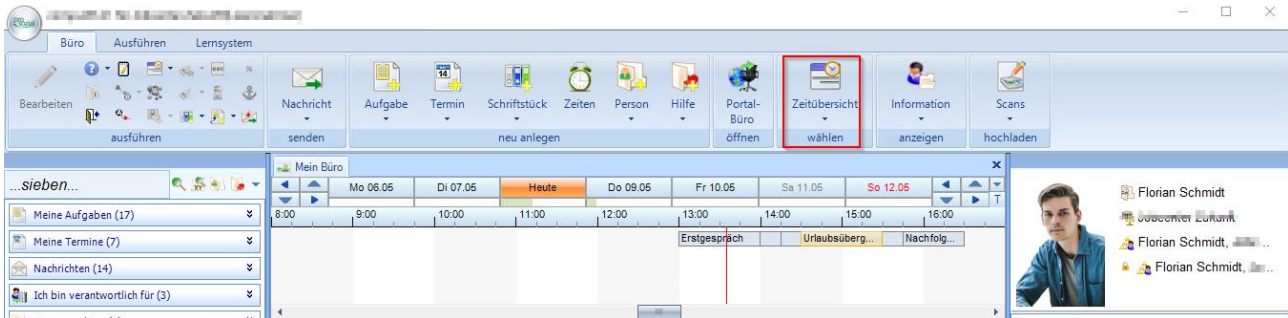 pro
Sozial
Büro Ausführen Lernsystem
Bearbeiten
Nachricht
Aufgabe
Termin
Schriftstück
Zeiten
Person
Hilfe
Portal-
Büro
Zeitübersicht
Information
Scans
ausführen
senden
neu anlegen
öffnen
wählen
anzeigen
hochladen
Mein Büro
...sieben...
Mo 06.05 Di 07.05 Heute Do 09.05 Fr 10.05 Sa 11.05 So 12.05
T
8:00 9:00 10:00 11:00 12:00 13:00 14:00 15:00 16:00
Erstgespräch Urlaubsüberg... Nachfolg...
Meine Aufgaben (17)
Meine Termine (7)
Nachrichten (14)
Ich bin verantwortlich für (3)
Florian Schmidt
Florian Schmidt,
Florian Schmidt,